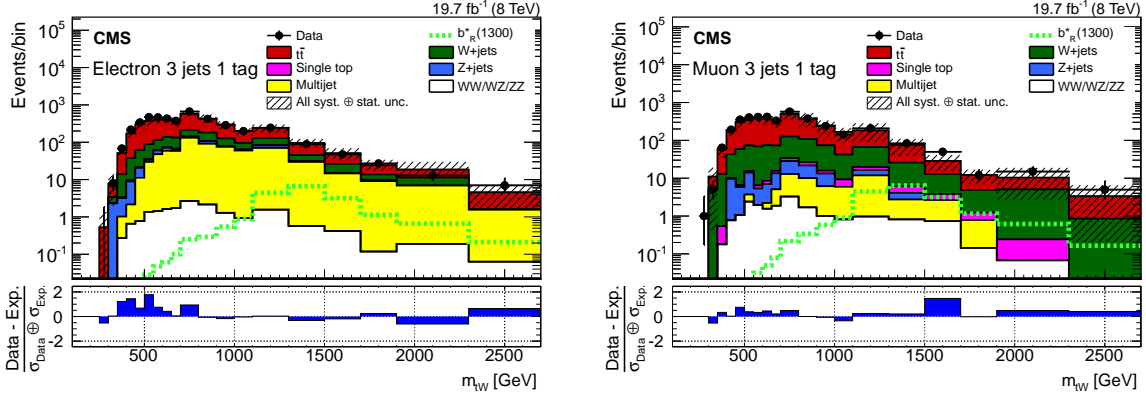 19.7 fb⁻¹ (8 TeV)
CMS
Electron 3 jets 1 tag
Data
tt̄
Single top
Multijet
All syst. ⊕ stat. unc.
b*R(1300)
W+jets
Z+jets
WW/WZ/ZZ
Events/bin
10⁵
10⁴
10³
10²
10
1
10⁻¹
Data - Exp.
σData ⊕ σExp.
2
0
−2
500 1000 1500 2000 2500
mtW [GeV]
19.7 fb⁻¹ (8 TeV)
CMS
Muon 3 jets 1 tag
Data
tt̄
Single top
Multijet
All syst. ⊕ stat. unc.
b*R(1300)
W+jets
Z+jets
WW/WZ/ZZ
Events/bin
10⁵
10⁴
10³
10²
10
1
10⁻¹
Data - Exp.
σData ⊕ σExp.
2
0
−2
500 1000 1500 2000 2500
mtW [GeV]